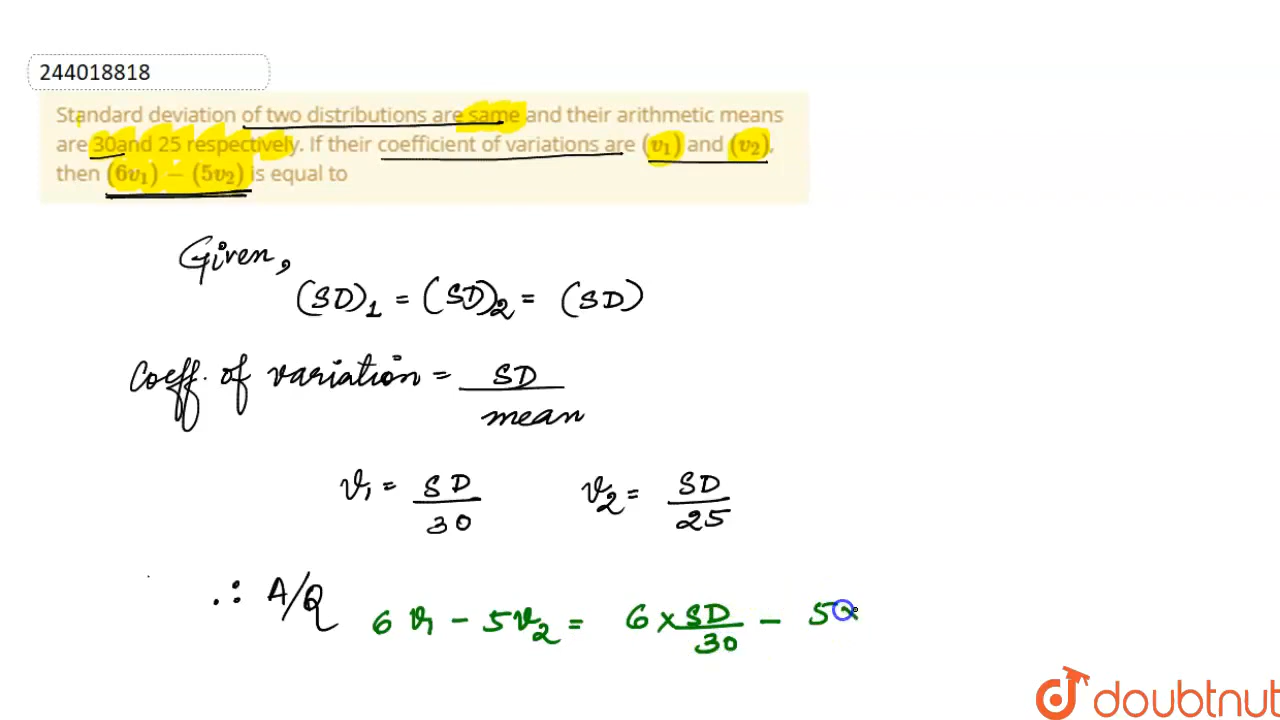 244018818
Standard deviation of two distributions are same and their arithmetic means
are 30and 25 respectively. If their coefficient of variations are (v₁) and (v₂),
then (6v₁) − (5v₂) is equal to
Given,
(SD)₁ = (SD)₂ = (SD)
Coeff. of variation = SD
mean
v₁ = SD/30 v₂ = SD/25
∴ A/Q
6 v₁ − 5v₂ = 6 × SD/30 − 5×
doubtnut